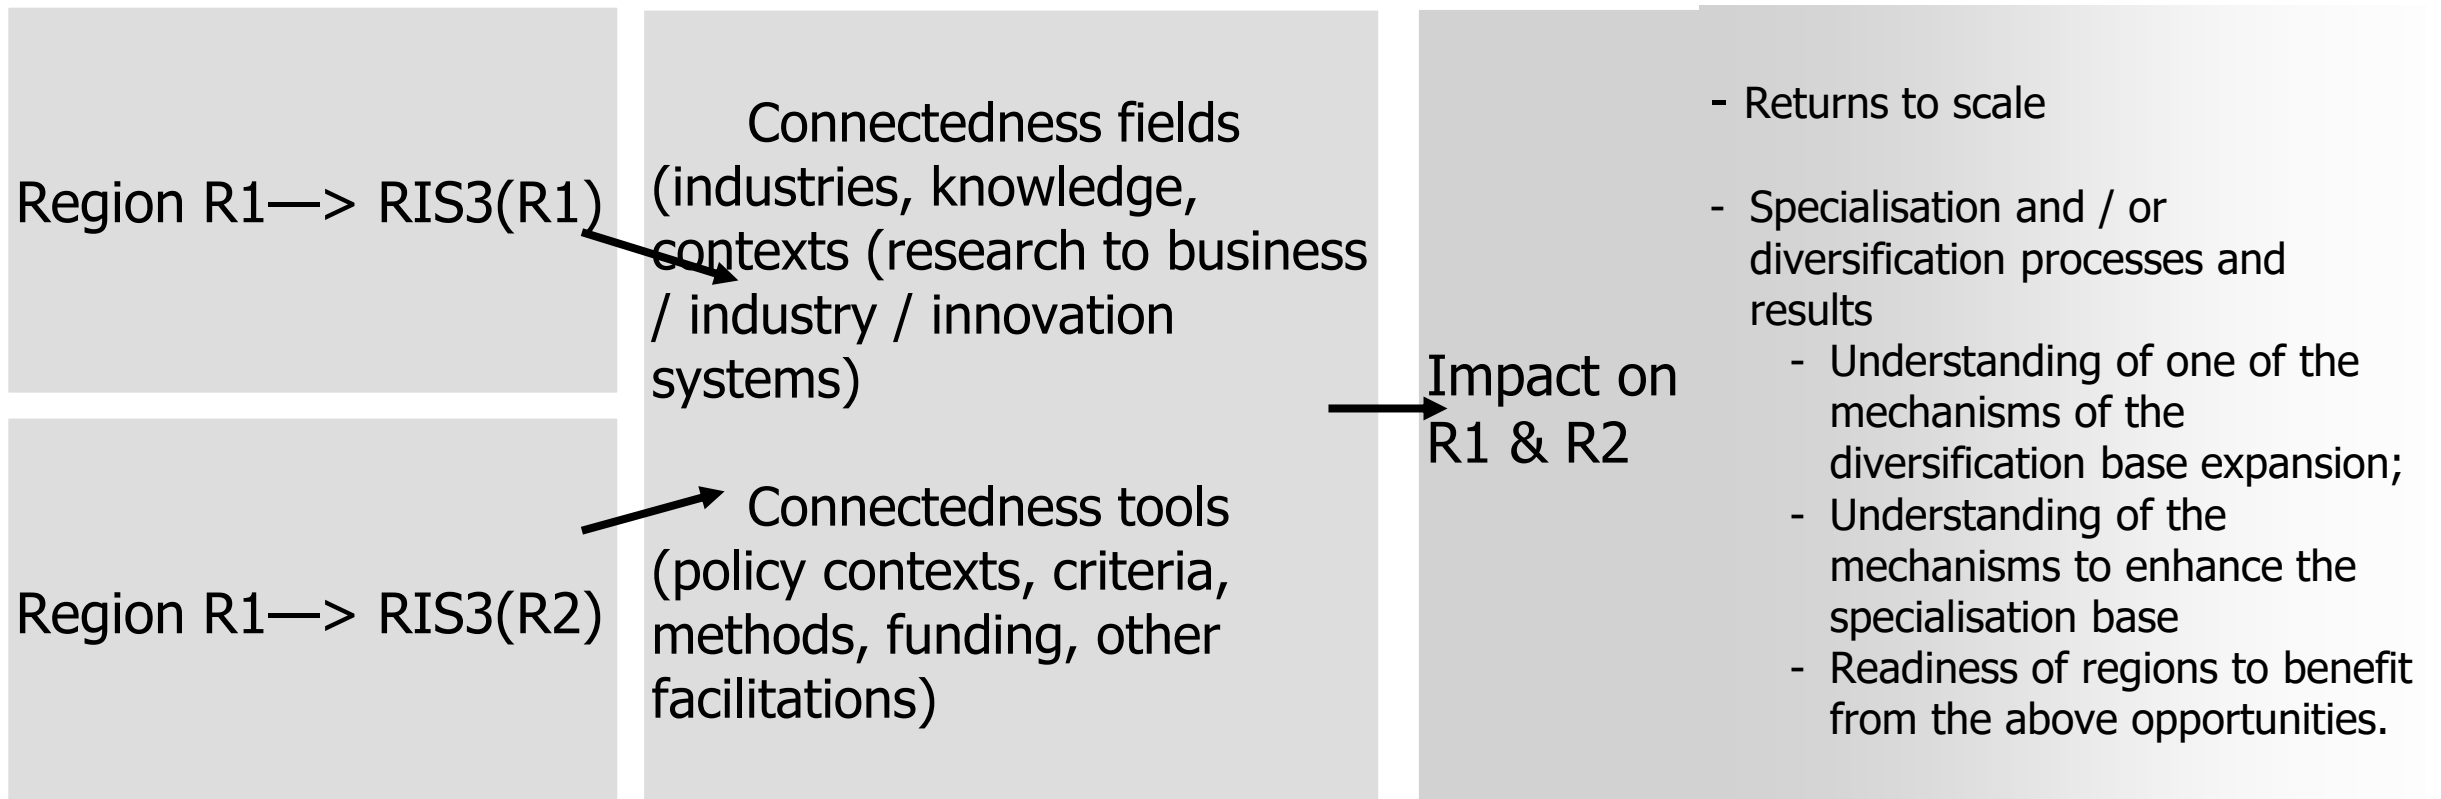 Region R1—> RIS3(R1)
Region R1—> RIS3(R2)
Connectedness fields
(industries, knowledge,
contexts (research to business
/ industry / innovation
systems)
Connectedness tools
(policy contexts, criteria,
methods, funding, other
facilitations)
Impact on
R1 & R2
- Returns to scale
- Specialisation and / or
diversification processes and
results
- Understanding of one of the
mechanisms of the
diversification base expansion;
- Understanding of the
mechanisms to enhance the
specialisation base
- Readiness of regions to benefit
from the above opportunities.